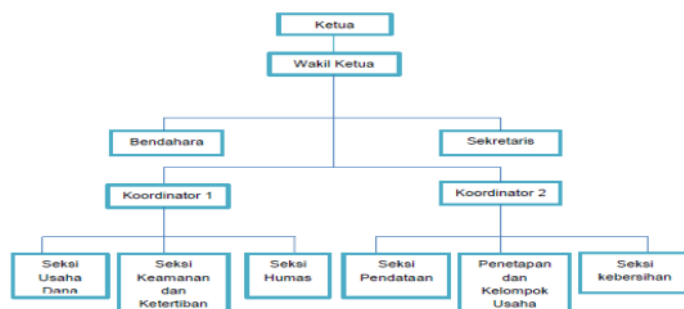 Ketua
Wakil Ketua
Bendahara
Sekretaris
Koordinator 1
Koordinator 2
Seksi
Usaha
Dana
Seksi
Keamanan
dan
Ketertiban
Seksi
Humas
Seksi
Pendataan
Penetapan
dan
Kelompok
Usaha
Seksi
kebersihan